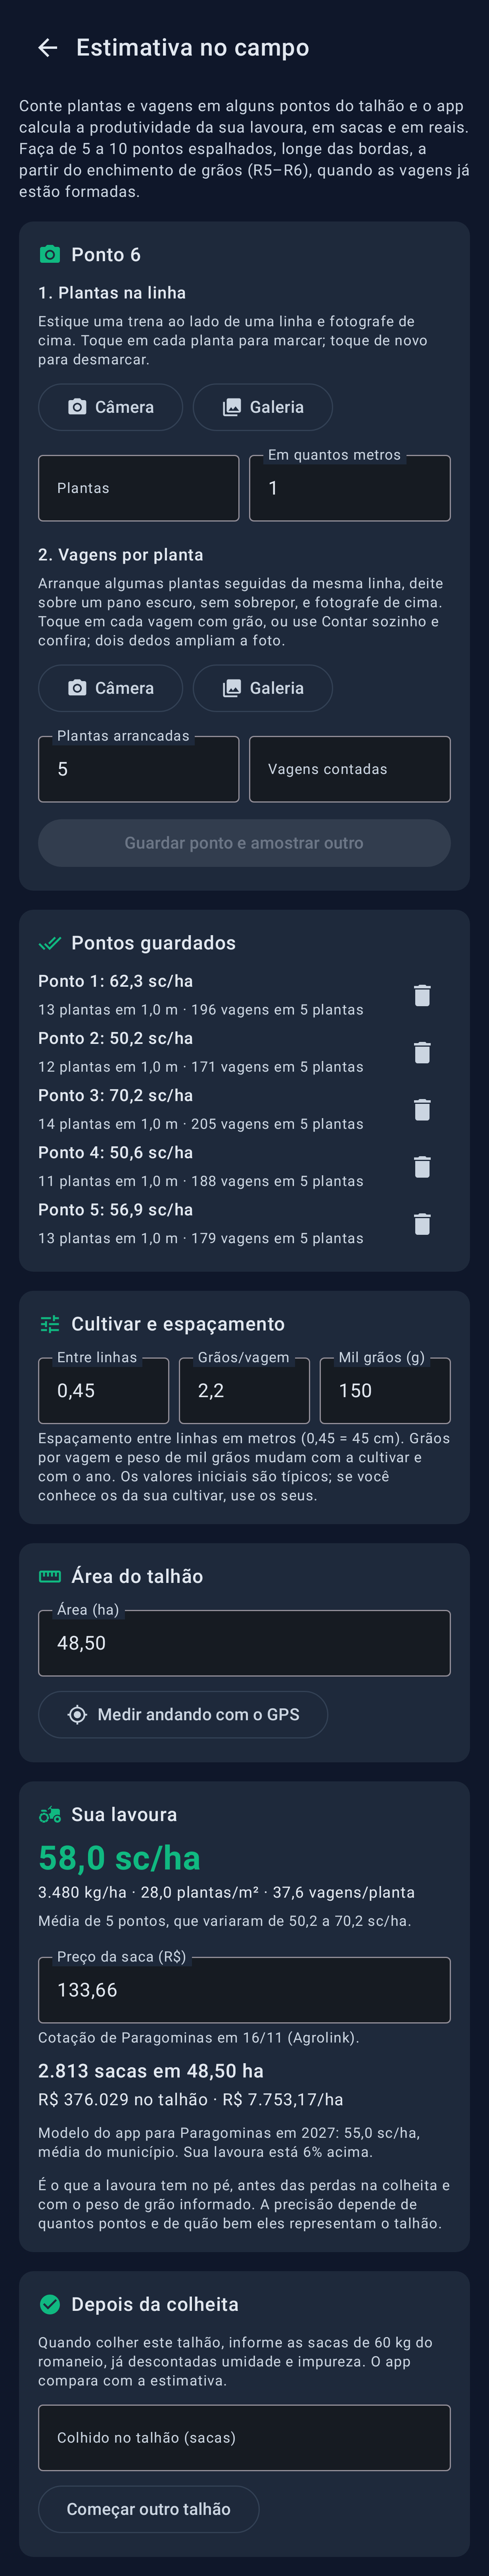 Estimativa no campo
Conte plantas e vagens em alguns pontos do talhão e o app
calcula a produtividade da sua lavoura, em sacas e em reais.
Faça de 5 a 10 pontos espalhados, longe das bordas, a
partir do enchimento de grãos (R5–R6), quando as vagens já
estão formadas.
Ponto 6
1. Plantas na linha
Estique uma trena ao lado de uma linha e fotografe de
cima. Toque em cada planta para marcar; toque de novo
para desmarcar.
Câmera
Galeria
Plantas
Em quantos metros
1
2. Vagens por planta
Arranque algumas plantas seguidas da mesma linha, deite
sobre um pano escuro, sem sobrepor, e fotografe de cima.
Toque em cada vagem com grão, ou use Contar sozinho e
confira; dois dedos ampliam a foto.
Câmera
Galeria
Plantas arrancadas
5
Vagens contadas
Guardar ponto e amostrar outro
Pontos guardados
Ponto 1: 62,3 sc/ha
13 plantas em 1,0 m · 196 vagens em 5 plantas
Ponto 2: 50,2 sc/ha
12 plantas em 1,0 m · 171 vagens em 5 plantas
Ponto 3: 70,2 sc/ha
14 plantas em 1,0 m · 205 vagens em 5 plantas
Ponto 4: 50,6 sc/ha
11 plantas em 1,0 m · 188 vagens em 5 plantas
Ponto 5: 56,9 sc/ha
13 plantas em 1,0 m · 179 vagens em 5 plantas
Cultivar e espaçamento
Entre linhas
0,45
Grãos/vagem
2,2
Mil grãos (g)
150
Espaçamento entre linhas em metros (0,45 = 45 cm). Grãos
por vagem e peso de mil grãos mudam com a cultivar e
com o ano. Os valores iniciais são típicos; se você
conhece os da sua cultivar, use os seus.
Área do talhão
Área (ha)
48,50
Medir andando com o GPS
Sua lavoura
58,0 sc/ha
3.480 kg/ha · 28,0 plantas/m² · 37,6 vagens/planta
Média de 5 pontos, que variaram de 50,2 a 70,2 sc/ha.
Preço da saca (R$)
133,66
Cotação de Paragominas em 16/11 (Agrolink).
2.813 sacas em 48,50 ha
R$ 376.029 no talhão · R$ 7.753,17/ha
Modelo do app para Paragominas em 2027: 55,0 sc/ha,
média do município. Sua lavoura está 6% acima.
É o que a lavoura tem no pé, antes das perdas na colheita e
com o peso de grão informado. A precisão depende de
quantos pontos e de quão bem eles representam o talhão.
Depois da colheita
Quando colher este talhão, informe as sacas de 60 kg do
romaneio, já descontadas umidade e impureza. O app
compara com a estimativa.
Colhido no talhão (sacas)
Começar outro talhão